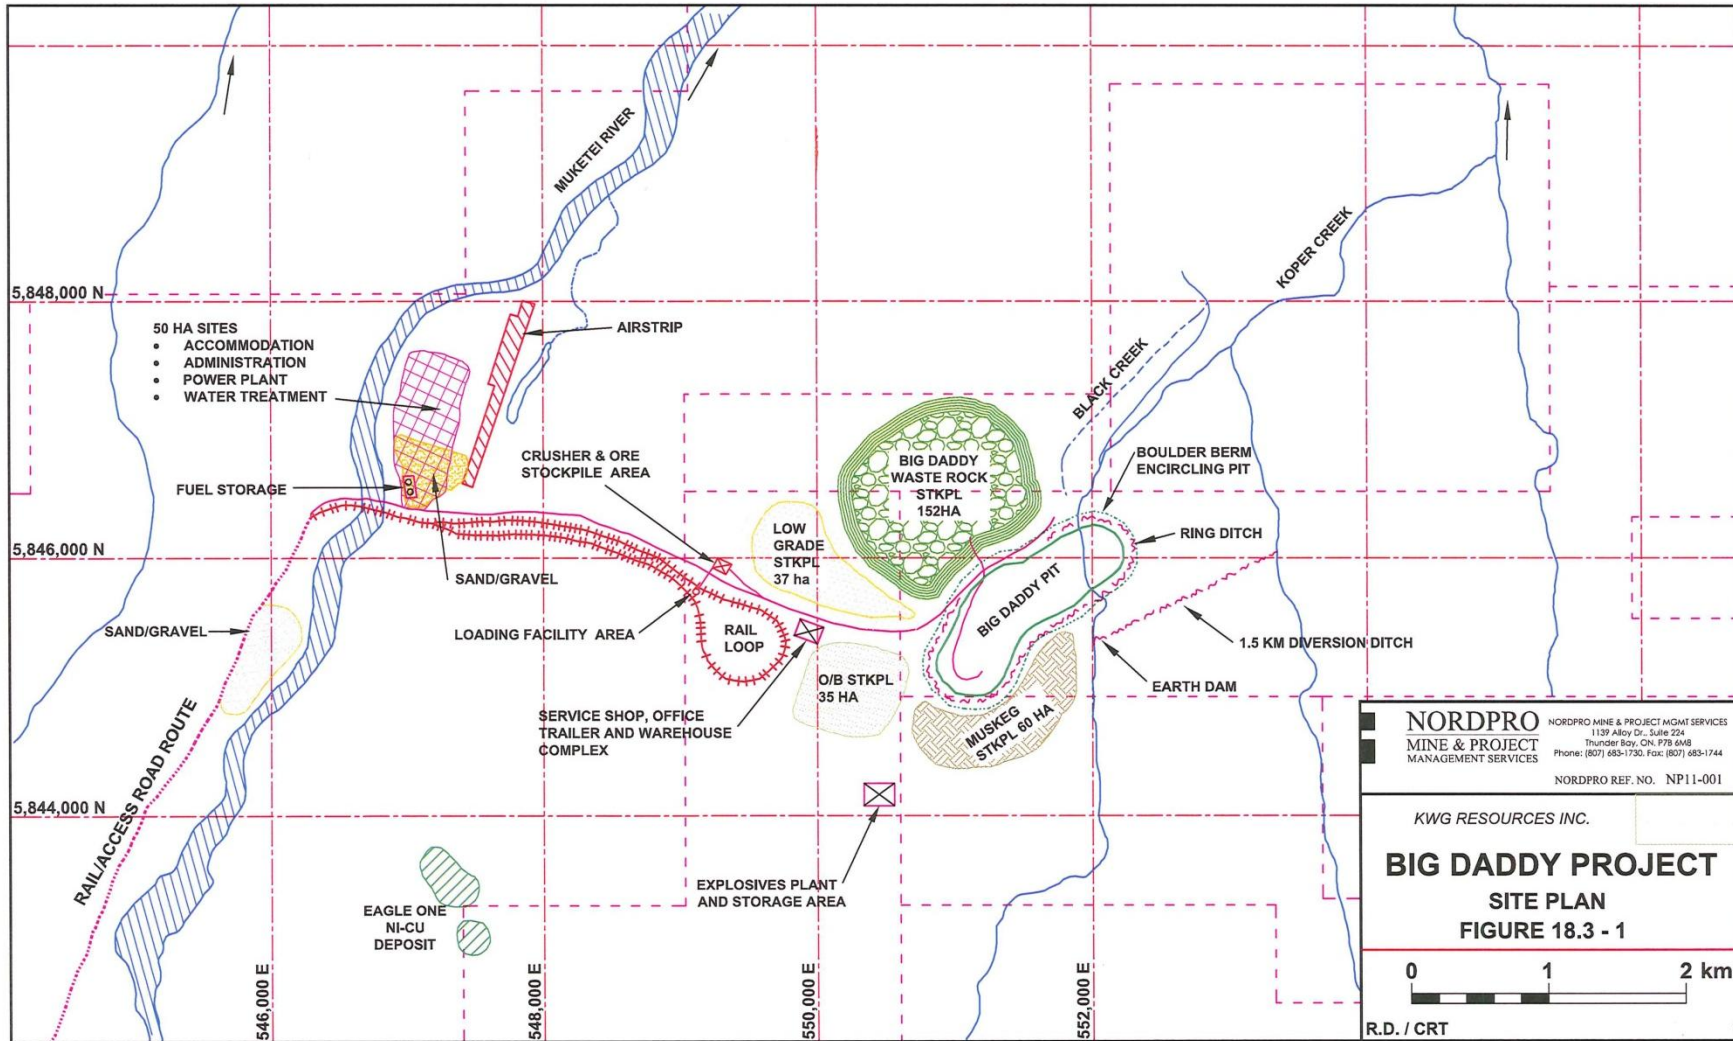 MUKETEI RIVER
KOPER CREEK
5,848,000 N
50 HA SITES
• ACCOMMODATION
• ADMINISTRATION
• POWER PLANT
• WATER TREATMENT
AIRSTRIP
BLACK CREEK
CRUSHER & ORE
STOCKPILE AREA
BIG DADDY
WASTE ROCK
STKPL
152HA
BOULDER BERM
ENCIRCLING PIT
FUEL STORAGE
LOW
GRADE
STKPL
37 ha
RING DITCH
5,846,000 N
SAND/GRAVEL
BIG DADDY PIT
SAND/GRAVEL
LOADING FACILITY AREA
RAIL
LOOP
1.5 KM DIVERSION DITCH
O/B STKPL
35 HA
EARTH DAM
RAIL/ACCESS ROAD ROUTE
SERVICE SHOP, OFFICE
TRAILER AND WAREHOUSE
COMPLEX
MUSKEG
STKPL 60 HA
5,844,000 N
EXPLOSIVES PLANT
AND STORAGE AREA
EAGLE ONE
NI-CU
DEPOSIT
546,000 E
548,000 E
550,000 E
552,000 E
NORDPRO
MINE & PROJECT
MANAGEMENT SERVICES
NORDPRO MINE & PROJECT MGMT SERVICES
1139 Alloy Dr., Suite 224
Thunder Bay, ON. P7B 6M8
Phone: (807) 683-1730, Fax: (807) 683-1744
NORDPRO REF. NO. NP11-001
KWG RESOURCES INC.
BIG DADDY PROJECT
SITE PLAN
FIGURE 18.3 - 1
0 1 2 km
R.D. / CRT